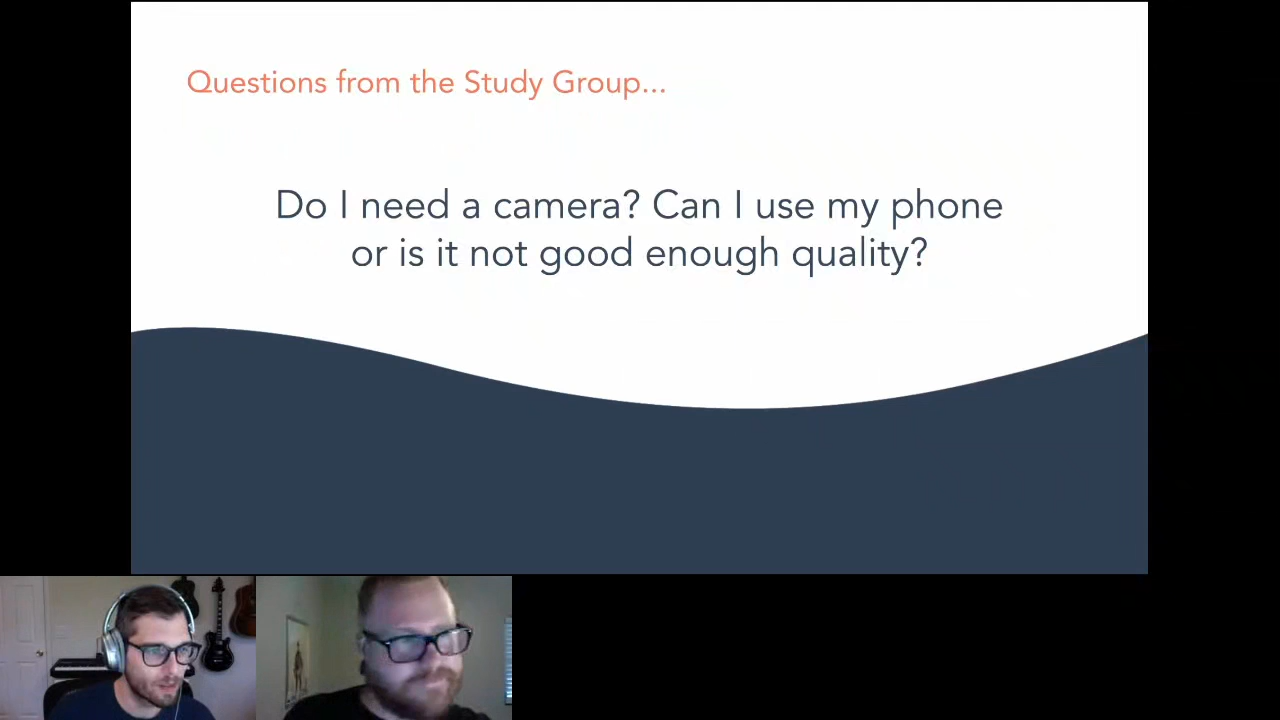 Questions from the Study Group...
Do I need a camera? Can I use my phone
or is it not good enough quality?